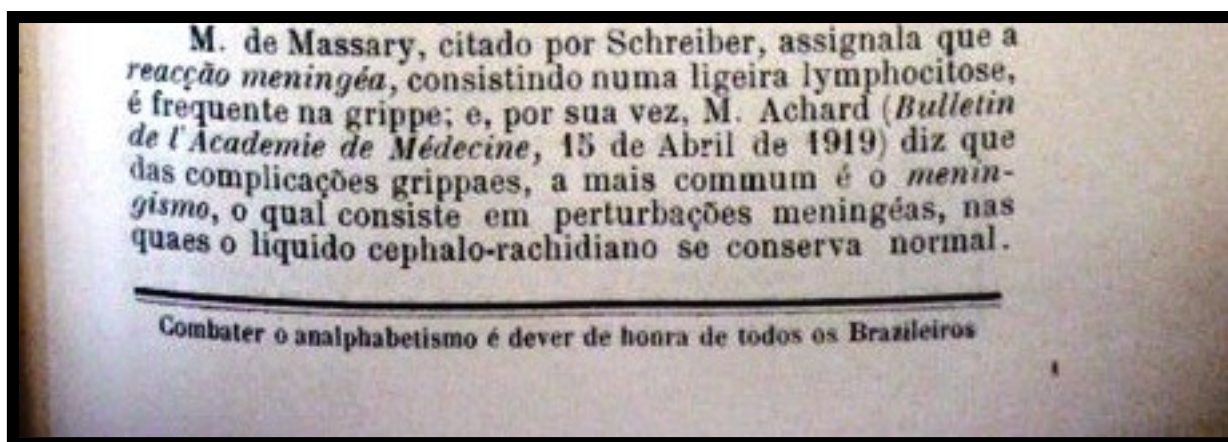 M. de Massary, citado por Schreiber, assignala que a
reacção meningéa, consistindo numa ligeira lymphocitose,
é frequente na grippe; e, por sua vez, M. Achard (Bulletin
de l'Academie de Médecine, 15 de Abril de 1919) diz que
das complicações grippaes, a mais commum é o menin-
gismo, o qual consiste em perturbações meningéas, nas
quaes o liquido cephalo-rachidiano se conserva normal.
Combater o analphabetismo é dever de honra de todos os Brazileiros